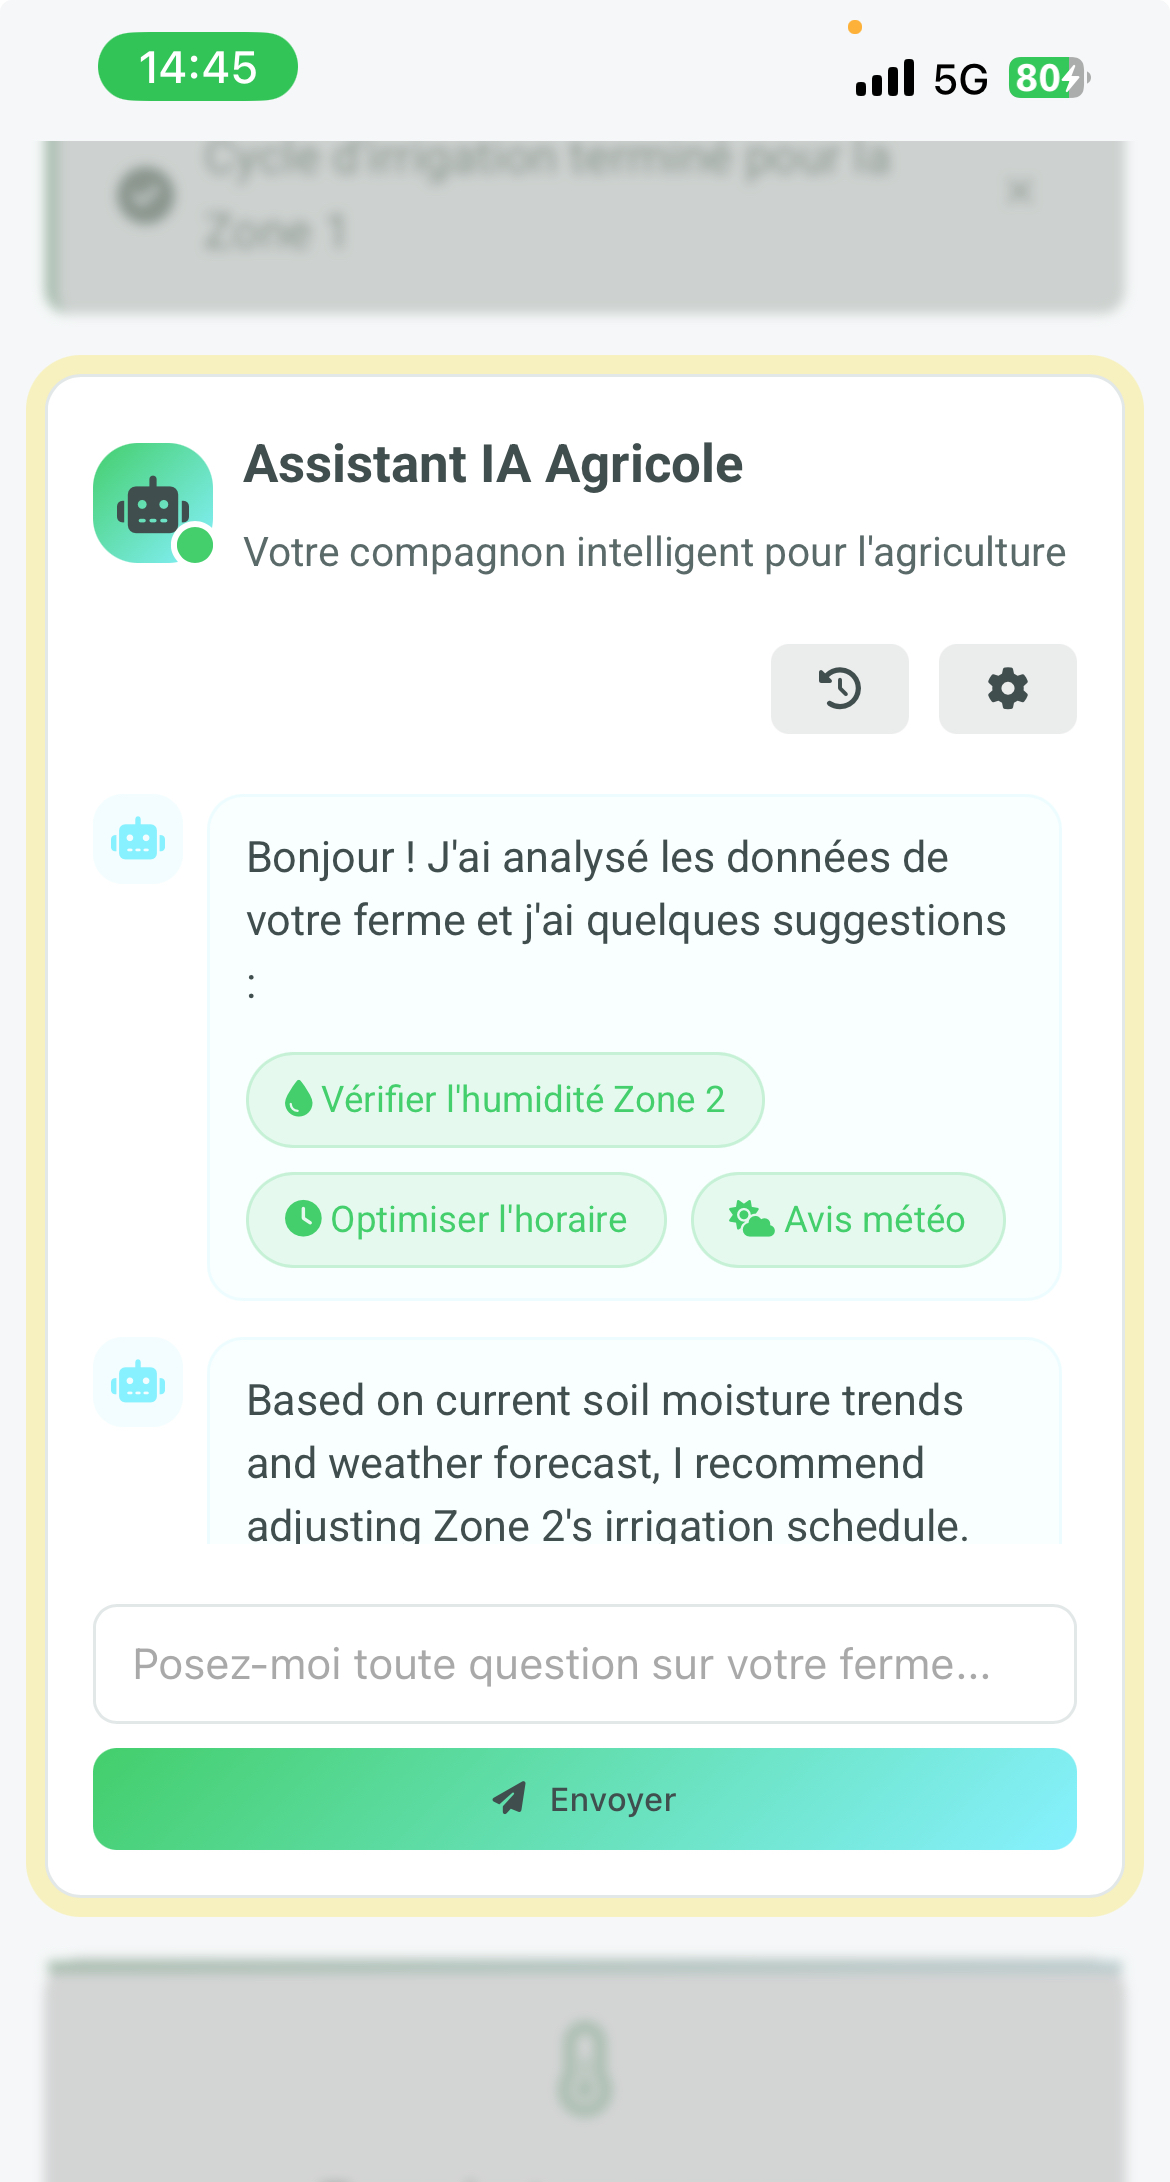 14:45
5G 80
Cycle d'irrigation terminé pour la
Zone 1
Assistant IA Agricole
Votre compagnon intelligent pour l'agriculture
Bonjour ! J'ai analysé les données de
votre ferme et j'ai quelques suggestions
:
Vérifier l'humidité Zone 2
Optimiser l'horaire
Avis météo
Based on current soil moisture trends
and weather forecast, I recommend
adjusting Zone 2's irrigation schedule.
Posez-moi toute question sur votre ferme...
Envoyer